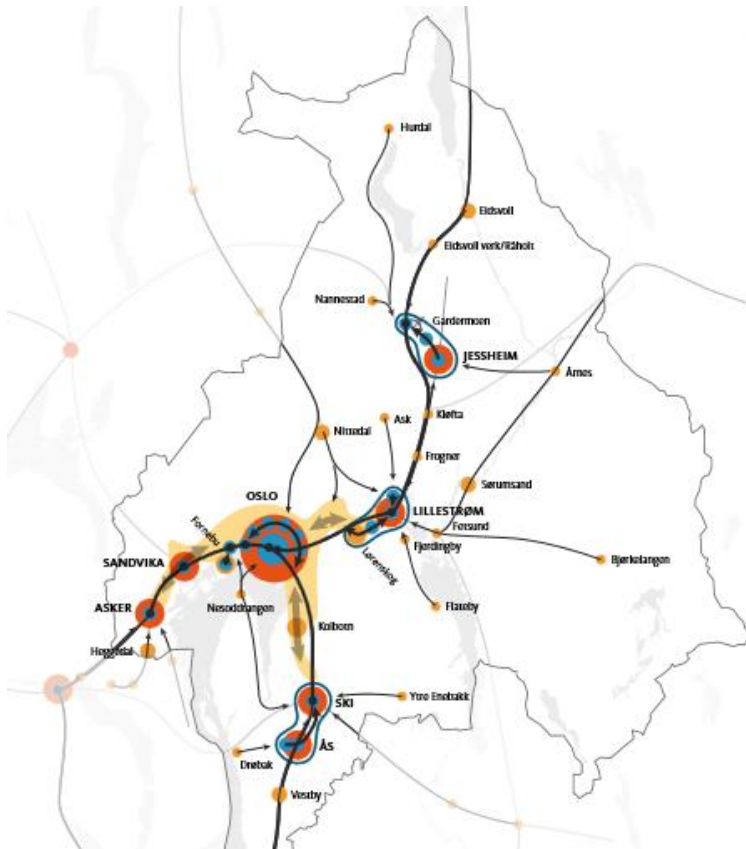 Hurdal
Eidsvoll
Eidsvoll verk/Råholt
Nannestad
Gardermoen
JESSHEIM
Årnes
Kløfta
Ask
Nittedal
Frogner
Sørumsand
OSLO
LILLESTRØM
Fetsund
Fornebu
Fjerdingby
Lørenskog
Bjørkelangen
SANDVIKA
ASKER
Nesoddtangen
Flateby
Kolbotn
Heggedal
Ytre Enebakk
SKI
ÅS
Drøbak
Vestby